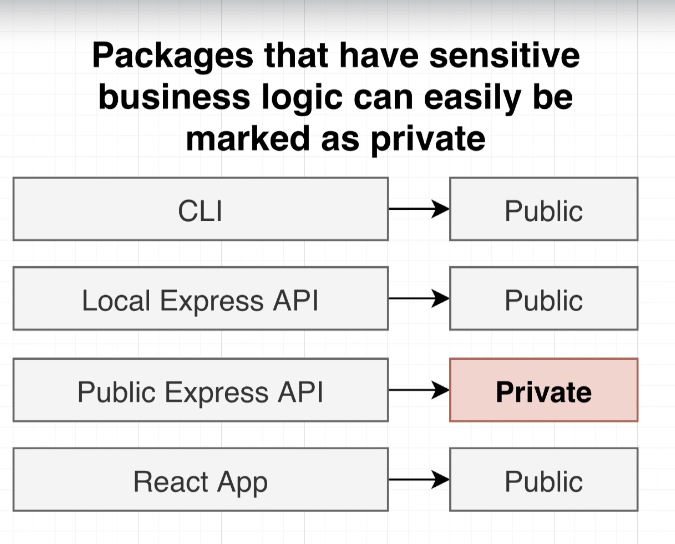 Packages that have sensitive
business logic can easily be
marked as private
CLI
Public
Local Express API
Public
Public Express API
Private
React App
Public